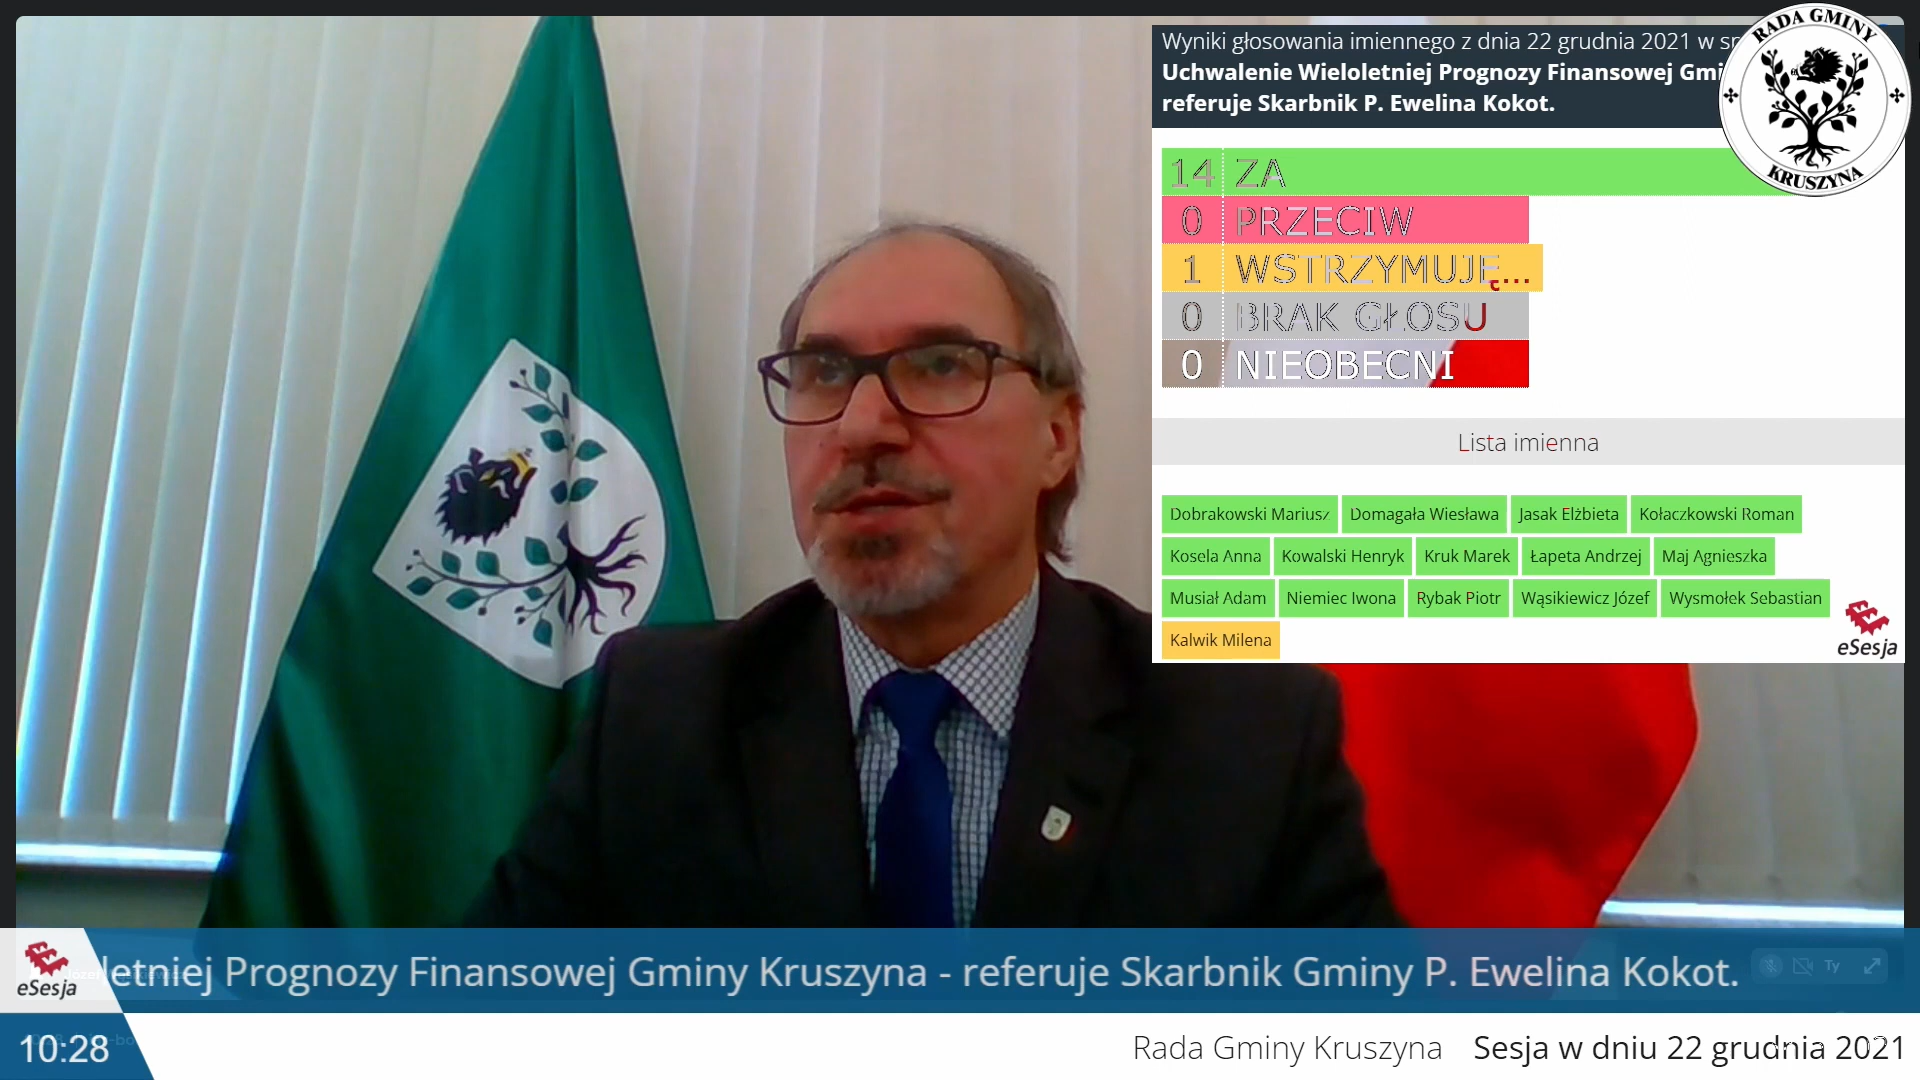 Wyniki głosowania imiennego z dnia 22 grudnia 2021 w
Uchwalenie Wieloletniej Prognozy Finansowej
referuje Skarbnik P. Ewelina Kokot.
RADA GMINY
KRUSZYNA
14 ZA
0 PRZECIW
1 WSTRZYMUJĘ...
0 BRAK GŁOSU
0 NIEOBECNI
Lista imienna
Dobrakowski Mariusz Domagała Wiesława Jasak Elżbieta Kołaczkowski Roman
Kosela Anna Kowalski Henryk Kruk Marek Łapeta Andrzej Maj Agnieszka
Musiał Adam Niemiec Iwona Rybak Piotr Wąsikiewicz Józef Wysmołek Sebastian
Kalwik Milena
eSesja
eSesja
letniej Prognozy Finansowej Gminy Kruszyna - referuje Skarbnik Gminy P. Ewelina Kokot.
Ty
10:28
Rada Gminy Kruszyna Sesja w dniu 22 grudnia 2021